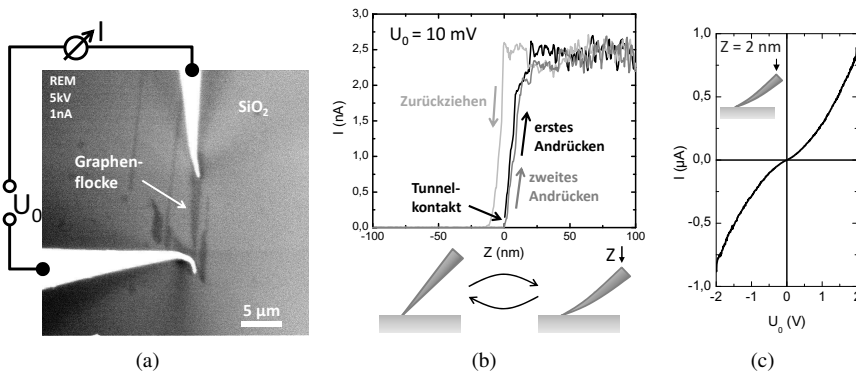 I
U₀
REM
5kV
1nA
SiO₂
Graphen-
flocke
5 µm
(a)
U₀ = 10 mV
Zurückziehen
erstes
Andrücken
zweites
Andrücken
Tunnel-
kontakt
I (nA)
3,0
2,5
2,0
1,5
1,0
0,5
0,0
-100 -50 0 50 100
Z (nm)
Z
(b)
Z = 2 nm
I (µA)
1,0
0,5
0,0
-0,5
-1,0
-2 -1 0 1 2
U₀ (V)
(c)